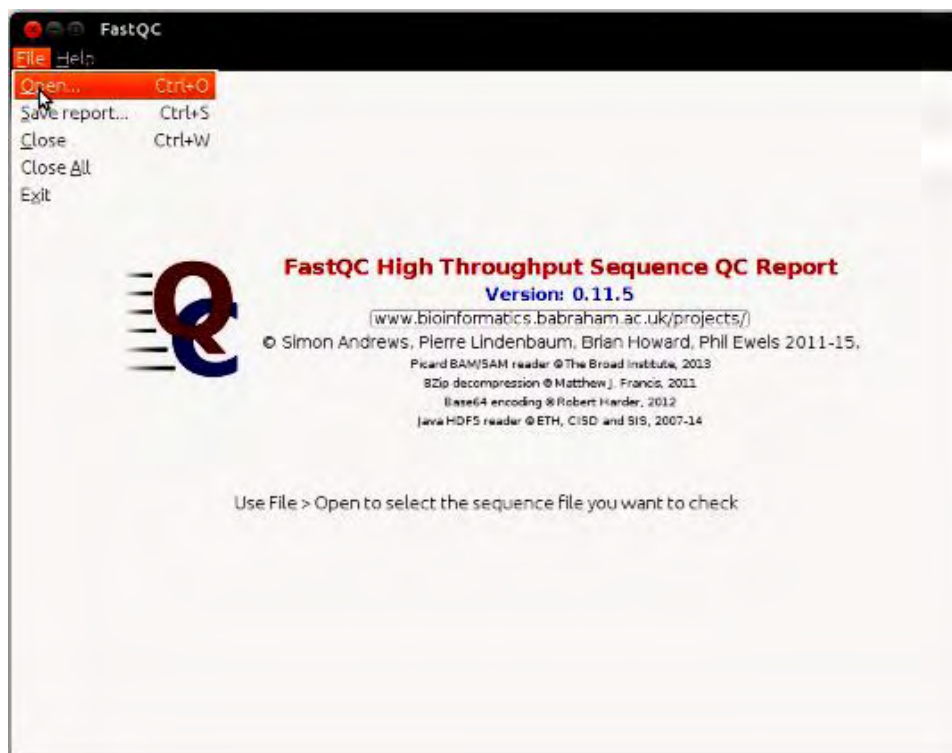 FastQC
File Help
Open... Ctrl+O
Save report... Ctrl+S
Close Ctrl+W
Close All
Exit
QC
FastQC High Throughput Sequence QC Report
Version: 0.11.5
www.bioinformatics.babraham.ac.uk/projects/
© Simon Andrews, Pierre Lindenbaum, Brian Howard, Phil Ewels 2011-15,
Picard BAM/SAM reader © The Broad Institute, 2013
BZip decompression © Matthew J. Francis, 2011
Base64 encoding © Robert Harder, 2012
Java HDF5 reader © ETH, CISD and SIS, 2007-14
Use File > Open to select the sequence file you want to check